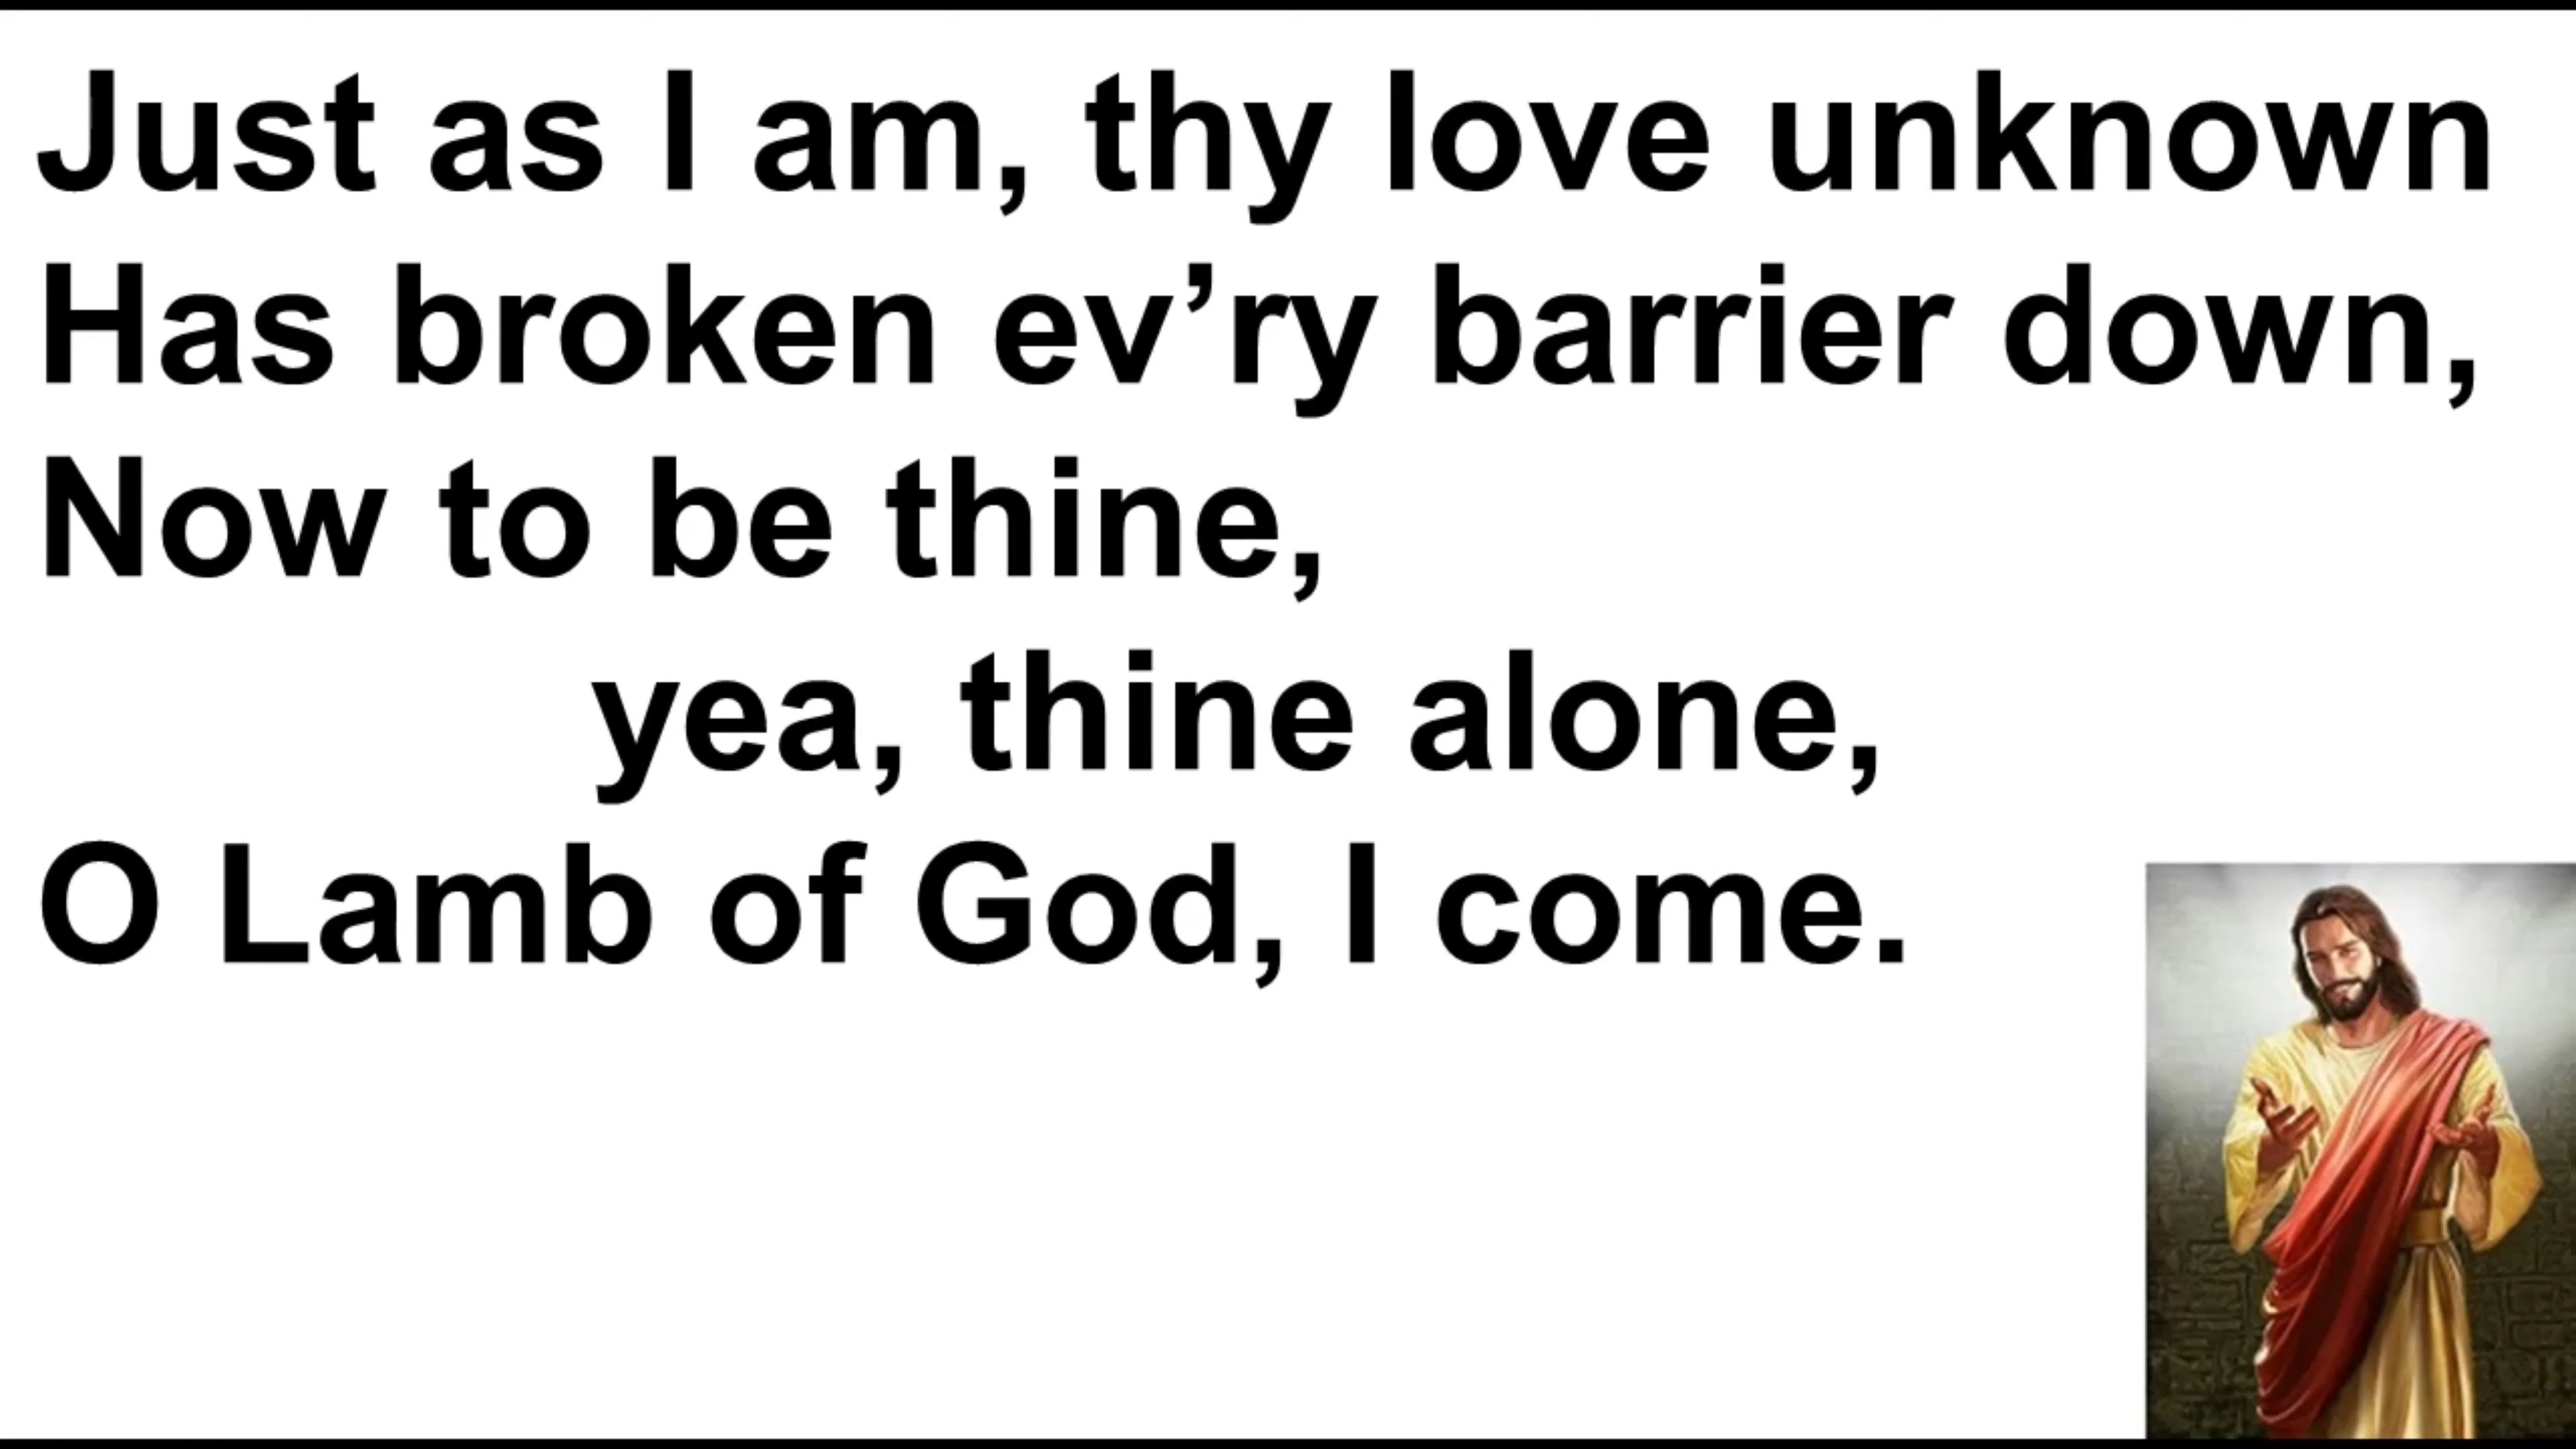 Just as I am, thy love unknown
Has broken ev’ry barrier down,
Now to be thine,
yea, thine alone,
O Lamb of God, I come.